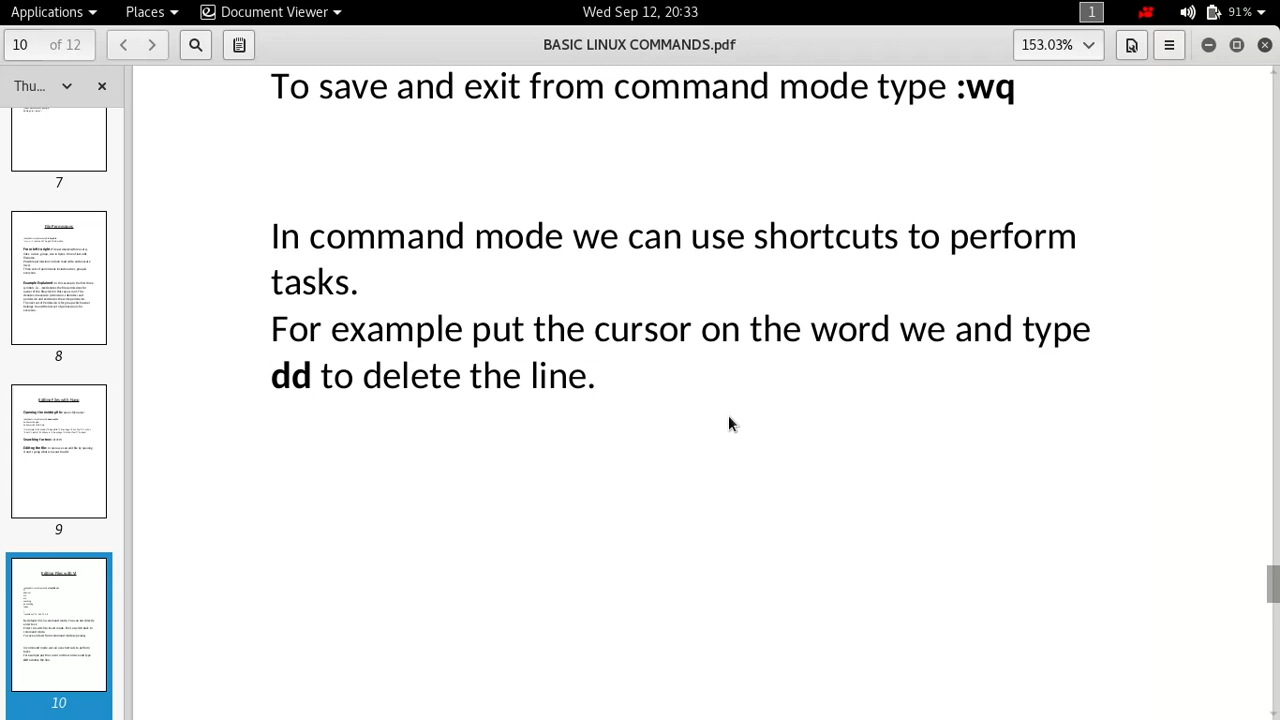 Applications Places Document Viewer Wed Sep 12, 20:33 1 91%
10 of 12 BASIC LINUX COMMANDS.pdf 153.03%
Thu...
7
8
9
10
To save and exit from command mode type :wq
In command mode we can use shortcuts to perform
tasks.
For example put the cursor on the word we and type
dd to delete the line.